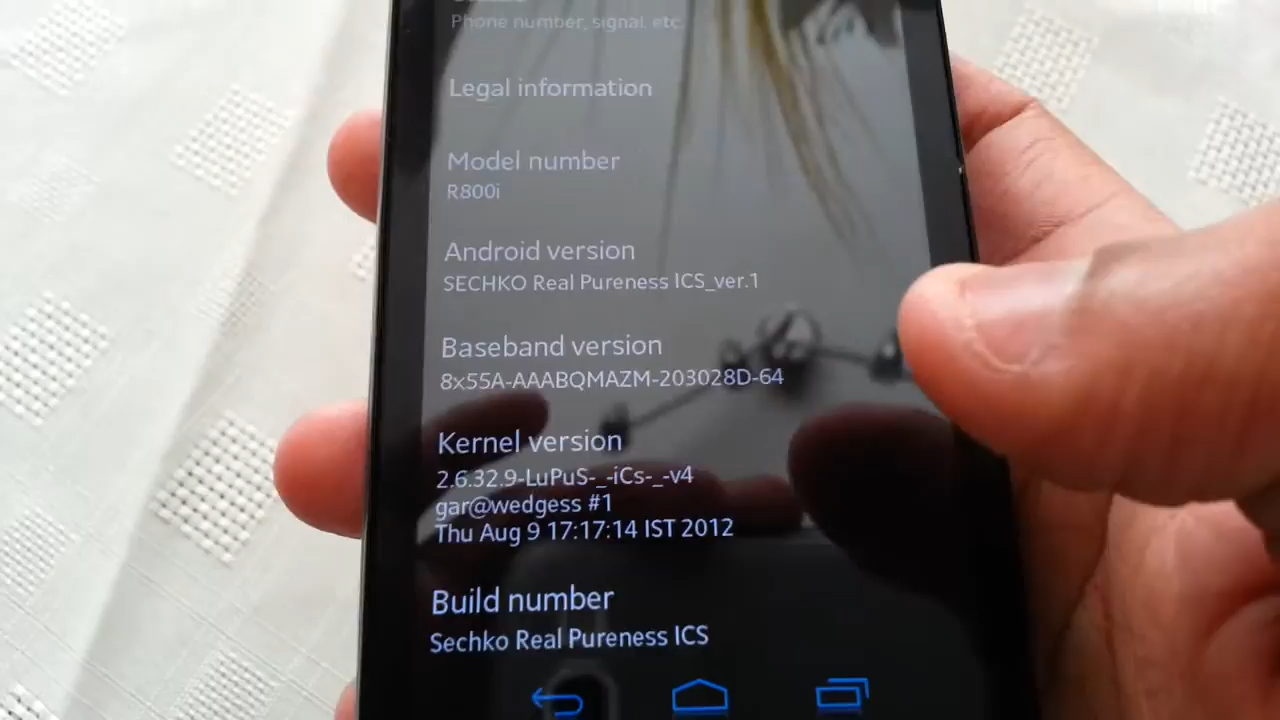 Phone number, signal, etc.
Legal information
Model number
R800i
Android version
SECHKO Real Pureness ICS_ver.1
Baseband version
8x55A-AAABQMAZM-203028D-64
Kernel version
2.6.32.9-LuPuS-_-iCs-_-v4
gar@wedgess #1
Thu Aug 9 17:17:14 IST 2012
Build number
Sechko Real Pureness ICS